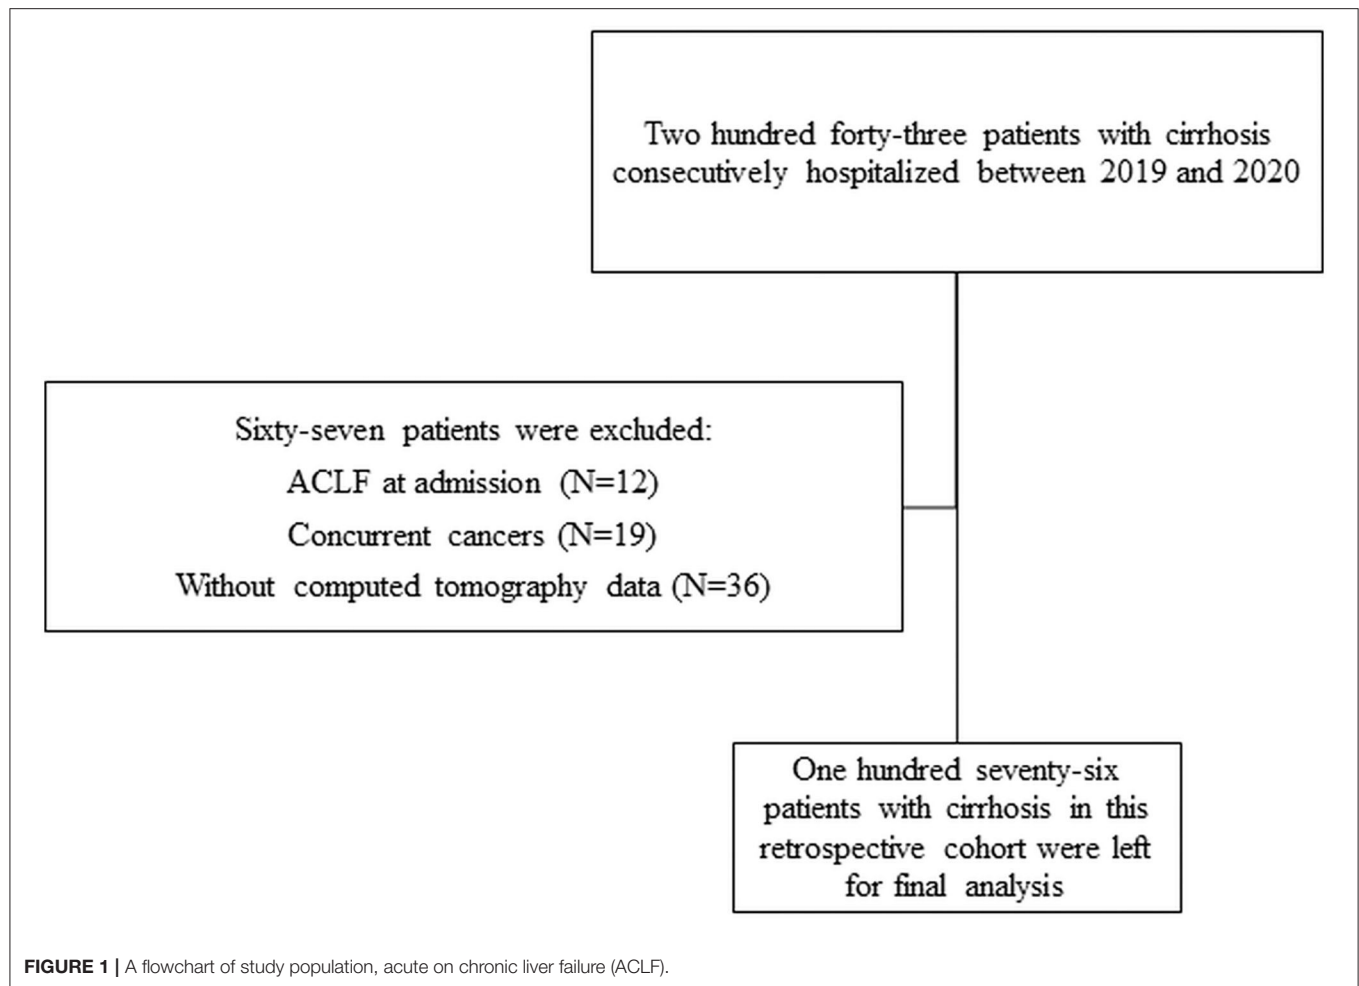 Two hundred forty-three patients with cirrhosis
consecutively hospitalized between 2019 and 2020
Sixty-seven patients were excluded:
ACLF at admission (N=12)
Concurrent cancers (N=19)
Without computed tomography data (N=36)
One hundred seventy-six
patients with cirrhosis in this
retrospective cohort were left
for final analysis
FIGURE 1 | A flowchart of study population, acute on chronic liver failure (ACLF).